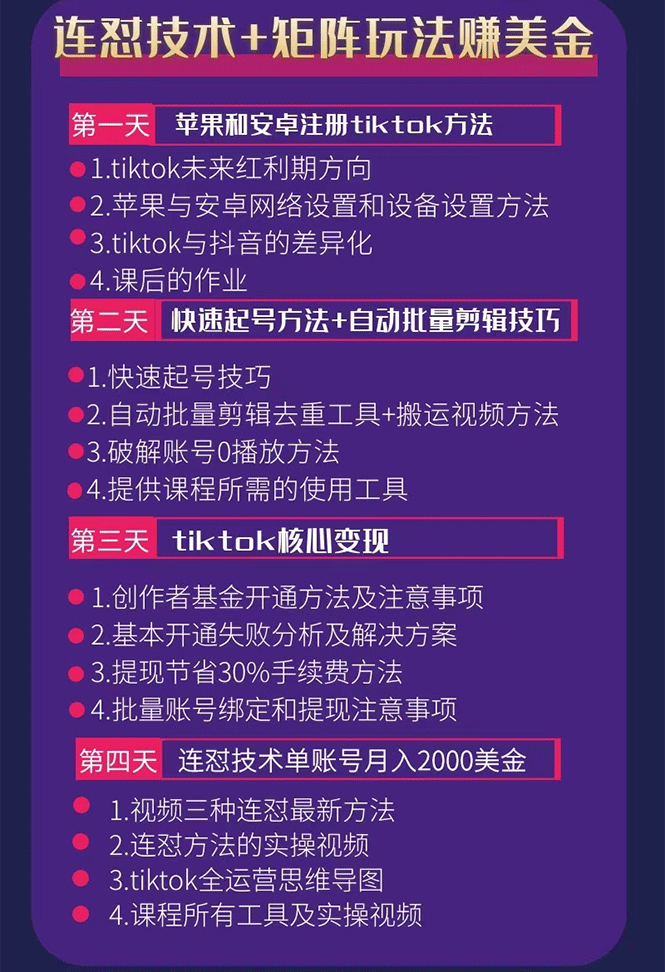 连怼技术+矩阵玩法赚美金
第一天 苹果和安卓注册tiktok方法
1.tiktok未来红利期方向
2.苹果与安卓网络设置和设备设置方法
3.tiktok与抖音的差异化
4.课后的作业
第二天 快速起号方法+自动批量剪辑技巧
1.快速起号技巧
2.自动批量剪辑去重工具+搬运视频方法
3.破解账号0播放方法
4.提供课程所需的使用工具
第三天 tiktok核心变现
1.创作者基金开通方法及注意事项
2.基本开通失败分析及解决方案
3.提现节省30%手续费方法
4.批量账号绑定和提现注意事项
第四天 连怼技术单账号月入2000美金
1.视频三种连怼最新方法
2.连怼方法的实操视频
3.tiktok全运营思维导图
4.课程所有工具及实操视频